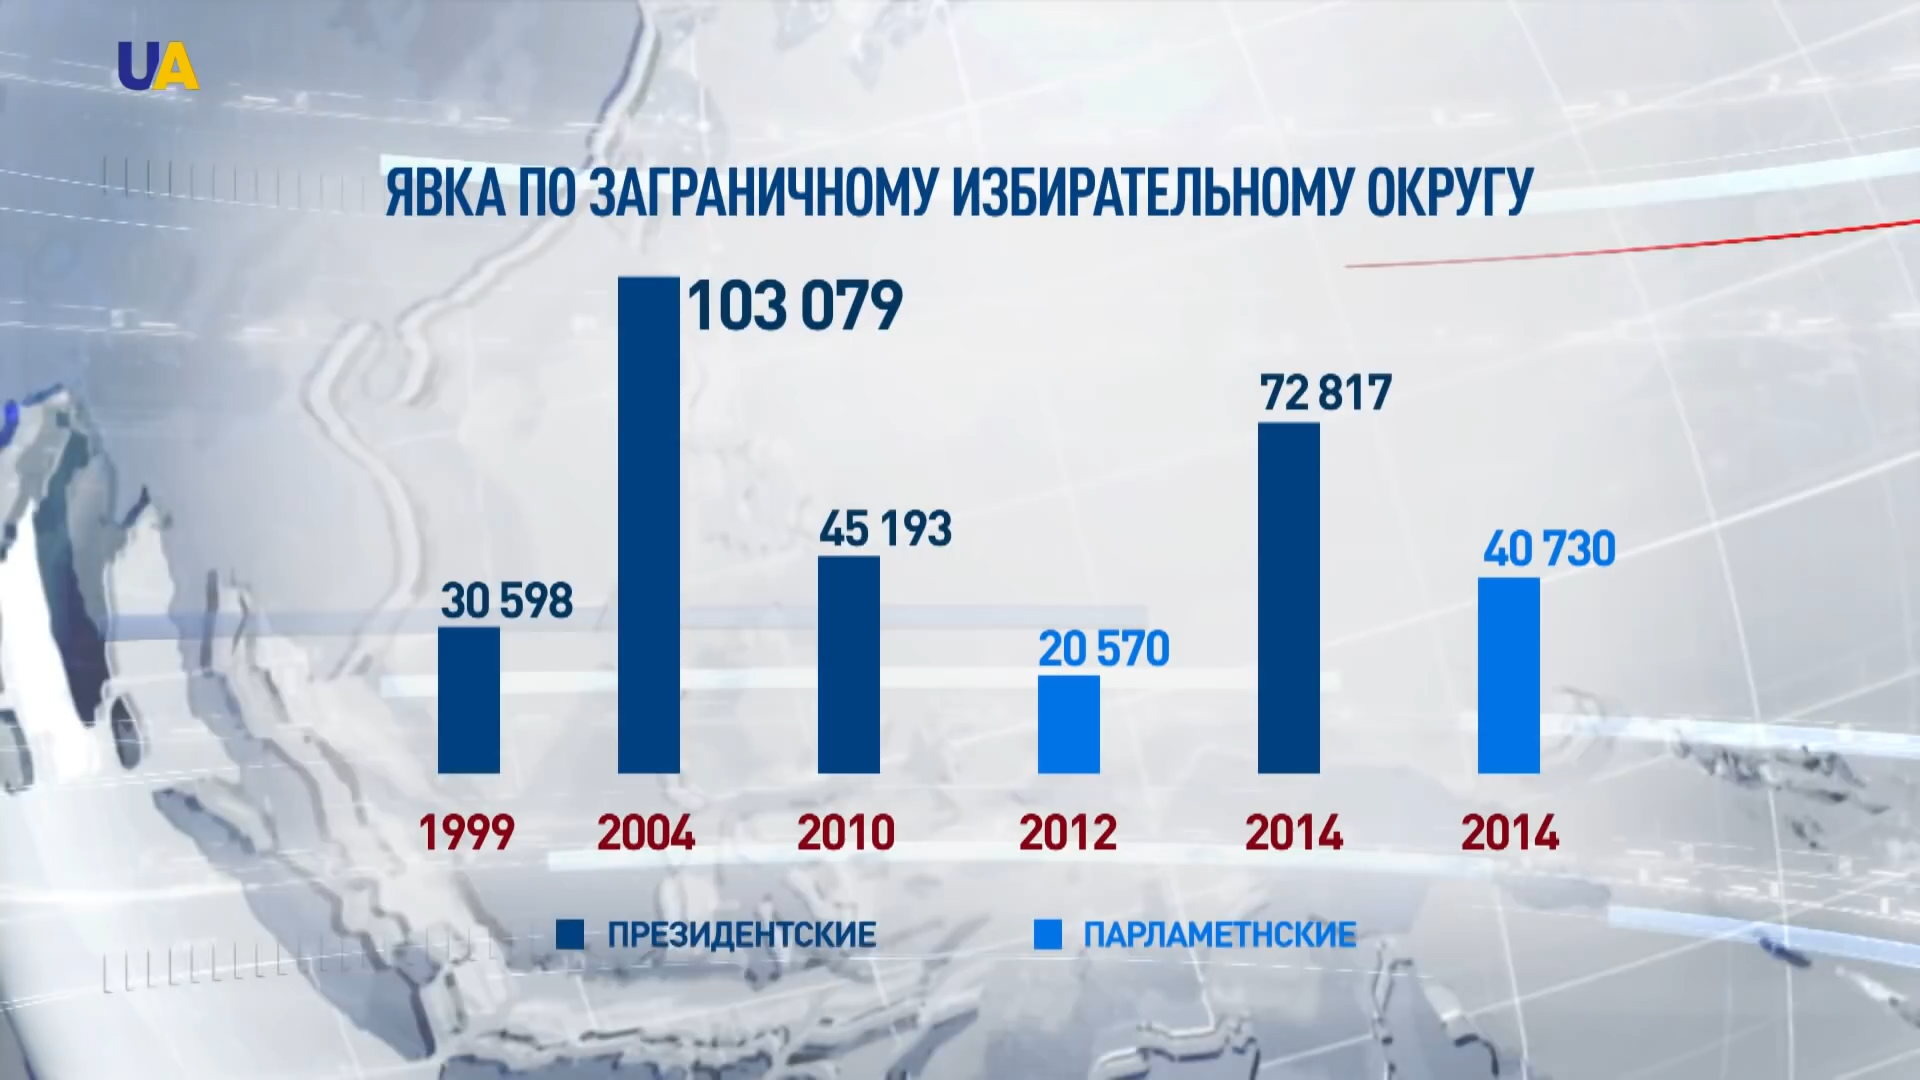 UA
ЯВКА ПО ЗАГРАНИЧНОМУ ИЗБИРАТЕЛЬНОМУ ОКРУГУ
103 079
72 817
45 193
40 730
30 598
20 570
1999 2004 2010 2012 2014 2014
ПРЕЗИДЕНТСКИЕ ПАРЛАМЕТНСКИЕ